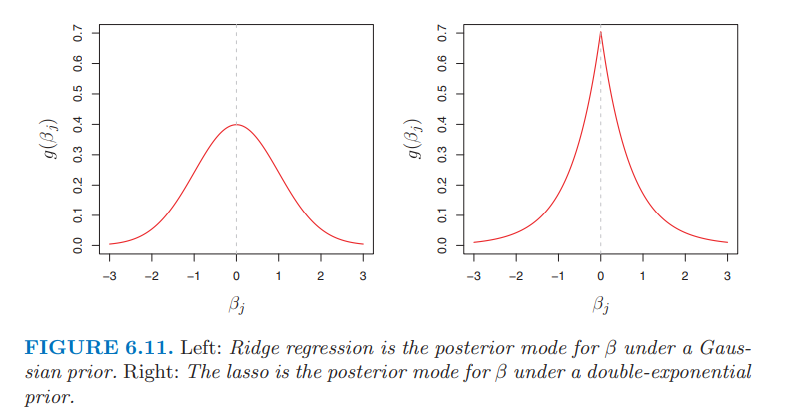 0.0 0.1 0.2 0.3 0.4 0.5 0.6 0.7
g(βj)
−3 −2 −1 0 1 2 3
βj
0.0 0.1 0.2 0.3 0.4 0.5 0.6 0.7
g(βj)
−3 −2 −1 0 1 2 3
βj
FIGURE 6.11. Left: Ridge regression is the posterior mode for β under a Gaus-
sian prior. Right: The lasso is the posterior mode for β under a double-exponential
prior.